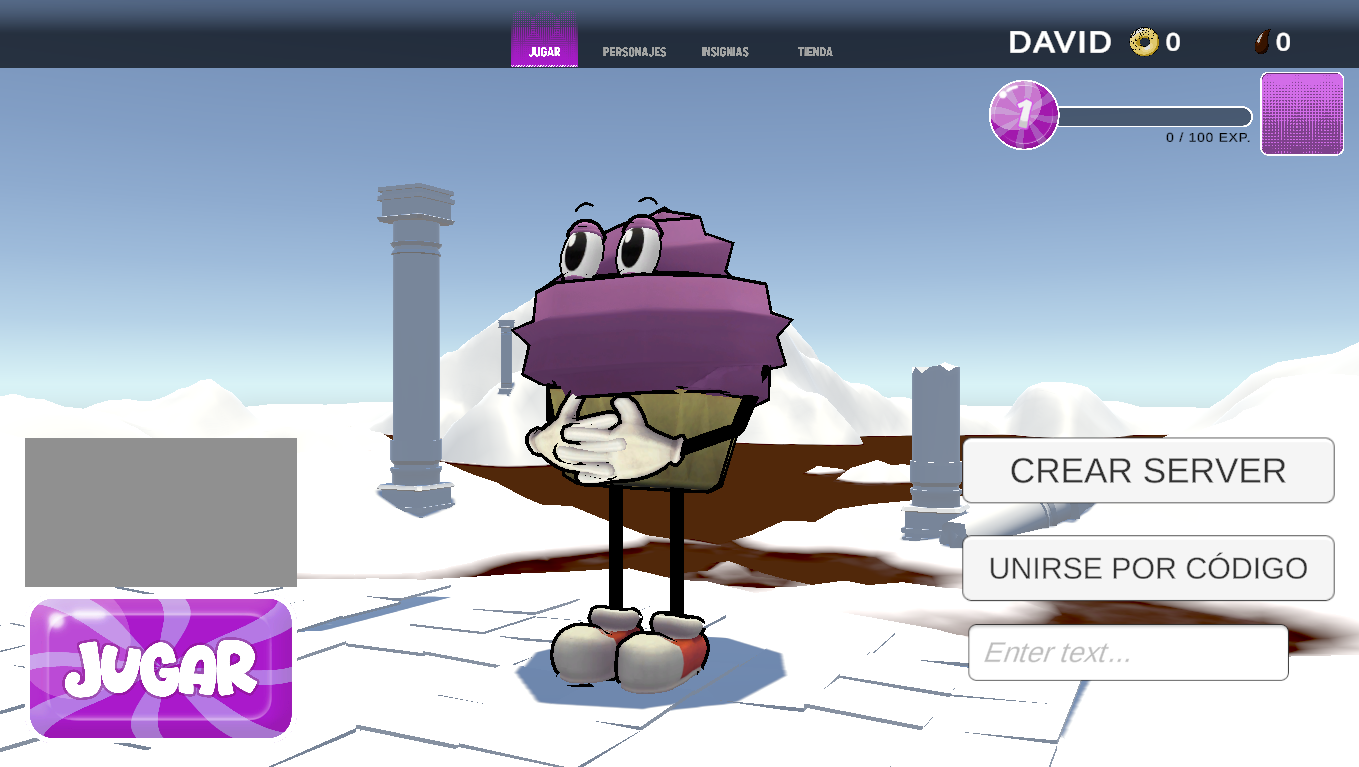 JUGAR PERSONAJES INSIGNIAS TIENDA DAVID 0 0
1
0 / 100 EXP.
CREAR SERVER
UNIRSE POR CÓDIGO
Enter text...
JUGAR